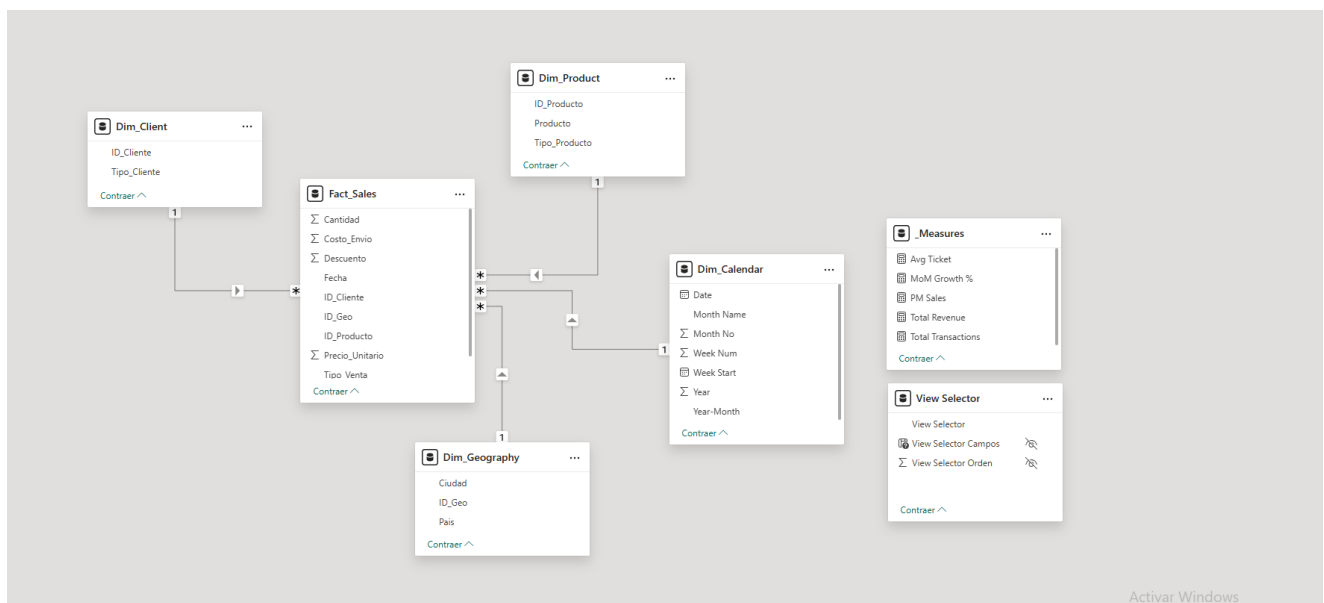 Dim_Product
ID_Producto
Producto
Tipo_Producto
Contraer
Dim_Client
ID_Cliente
Tipo_Cliente
Contraer
1
1
Fact_Sales
Σ Cantidad
Σ Costo_Envio
Σ Descuento
Fecha
ID_Cliente
ID_Geo
ID_Producto
Σ Precio_Unitario
Tipo_Venta
Contraer
*
*
*
*
Dim_Calendar
Date
Month Name
Σ Month No
Σ Week Num
Week Start
Σ Year
Year-Month
Contraer
1
_Measures
Avg Ticket
MoM Growth %
PM Sales
Total Revenue
Total Transactions
Contraer
View Selector
View Selector
View Selector Campos
Σ View Selector Orden
Contraer
1
Dim_Geography
Ciudad
ID_Geo
Pais
Contraer
Activar Windows